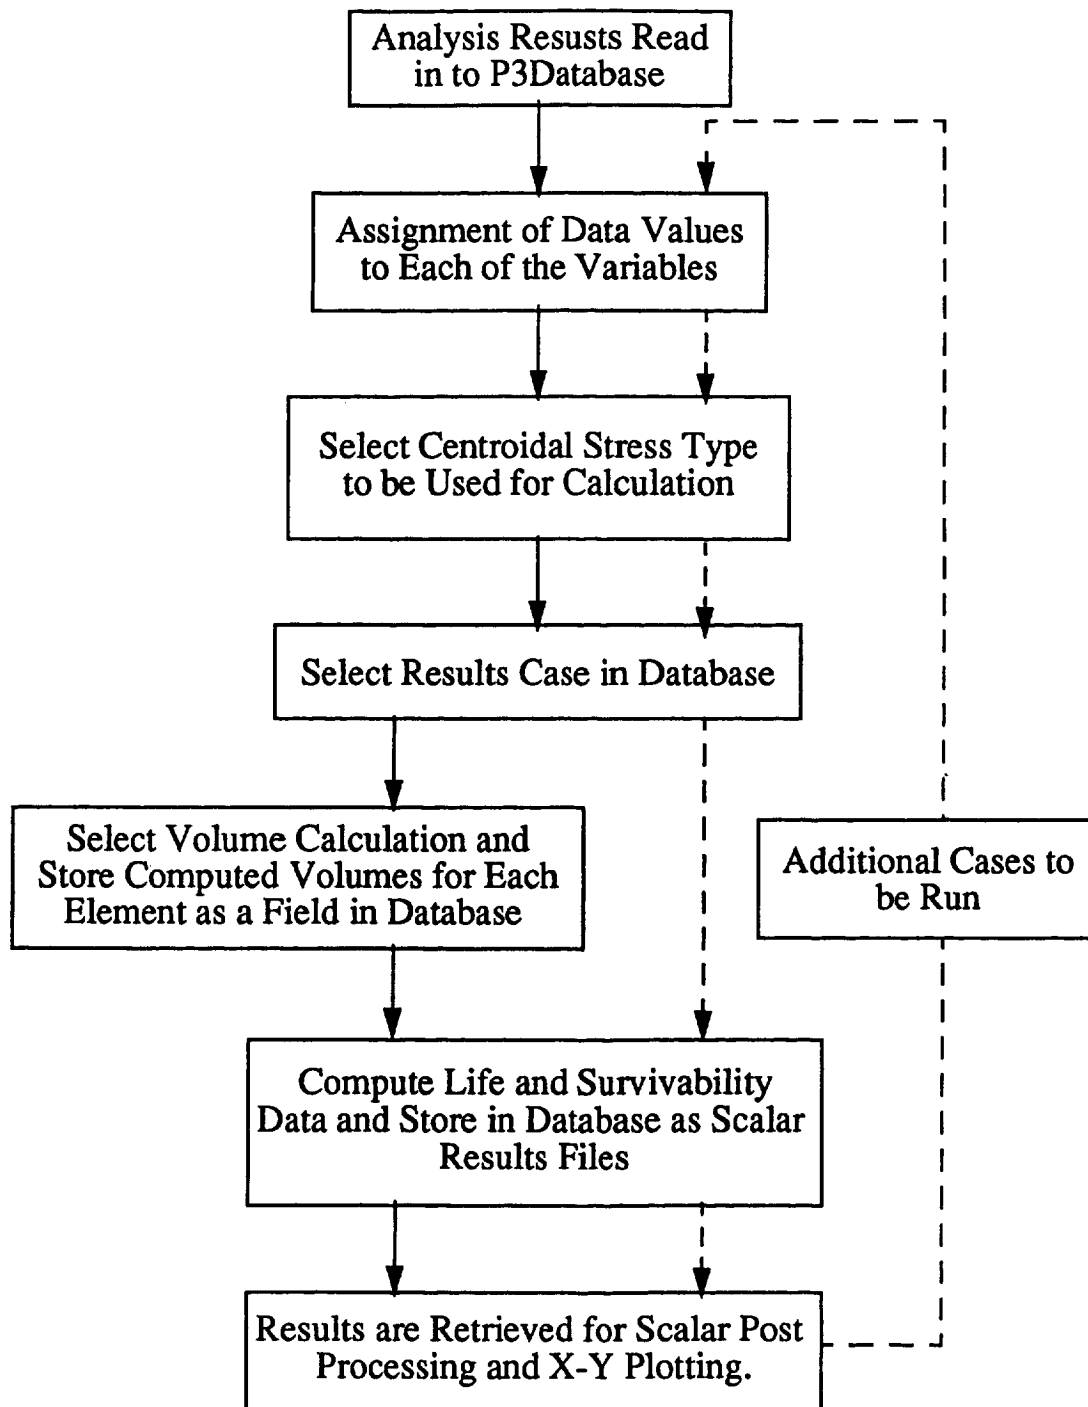 Analysis Resusts Read
in to P3Database
Assignment of Data Values
to Each of the Variables
Select Centroidal Stress Type
to be Used for Calculation
Select Results Case in Database
Select Volume Calculation and
Store Computed Volumes for Each
Element as a Field in Database
Additional Cases to
be Run
Compute Life and Survivability
Data and Store in Database as Scalar
Results Files
Results are Retrieved for Scalar Post
Processing and X-Y Plotting.